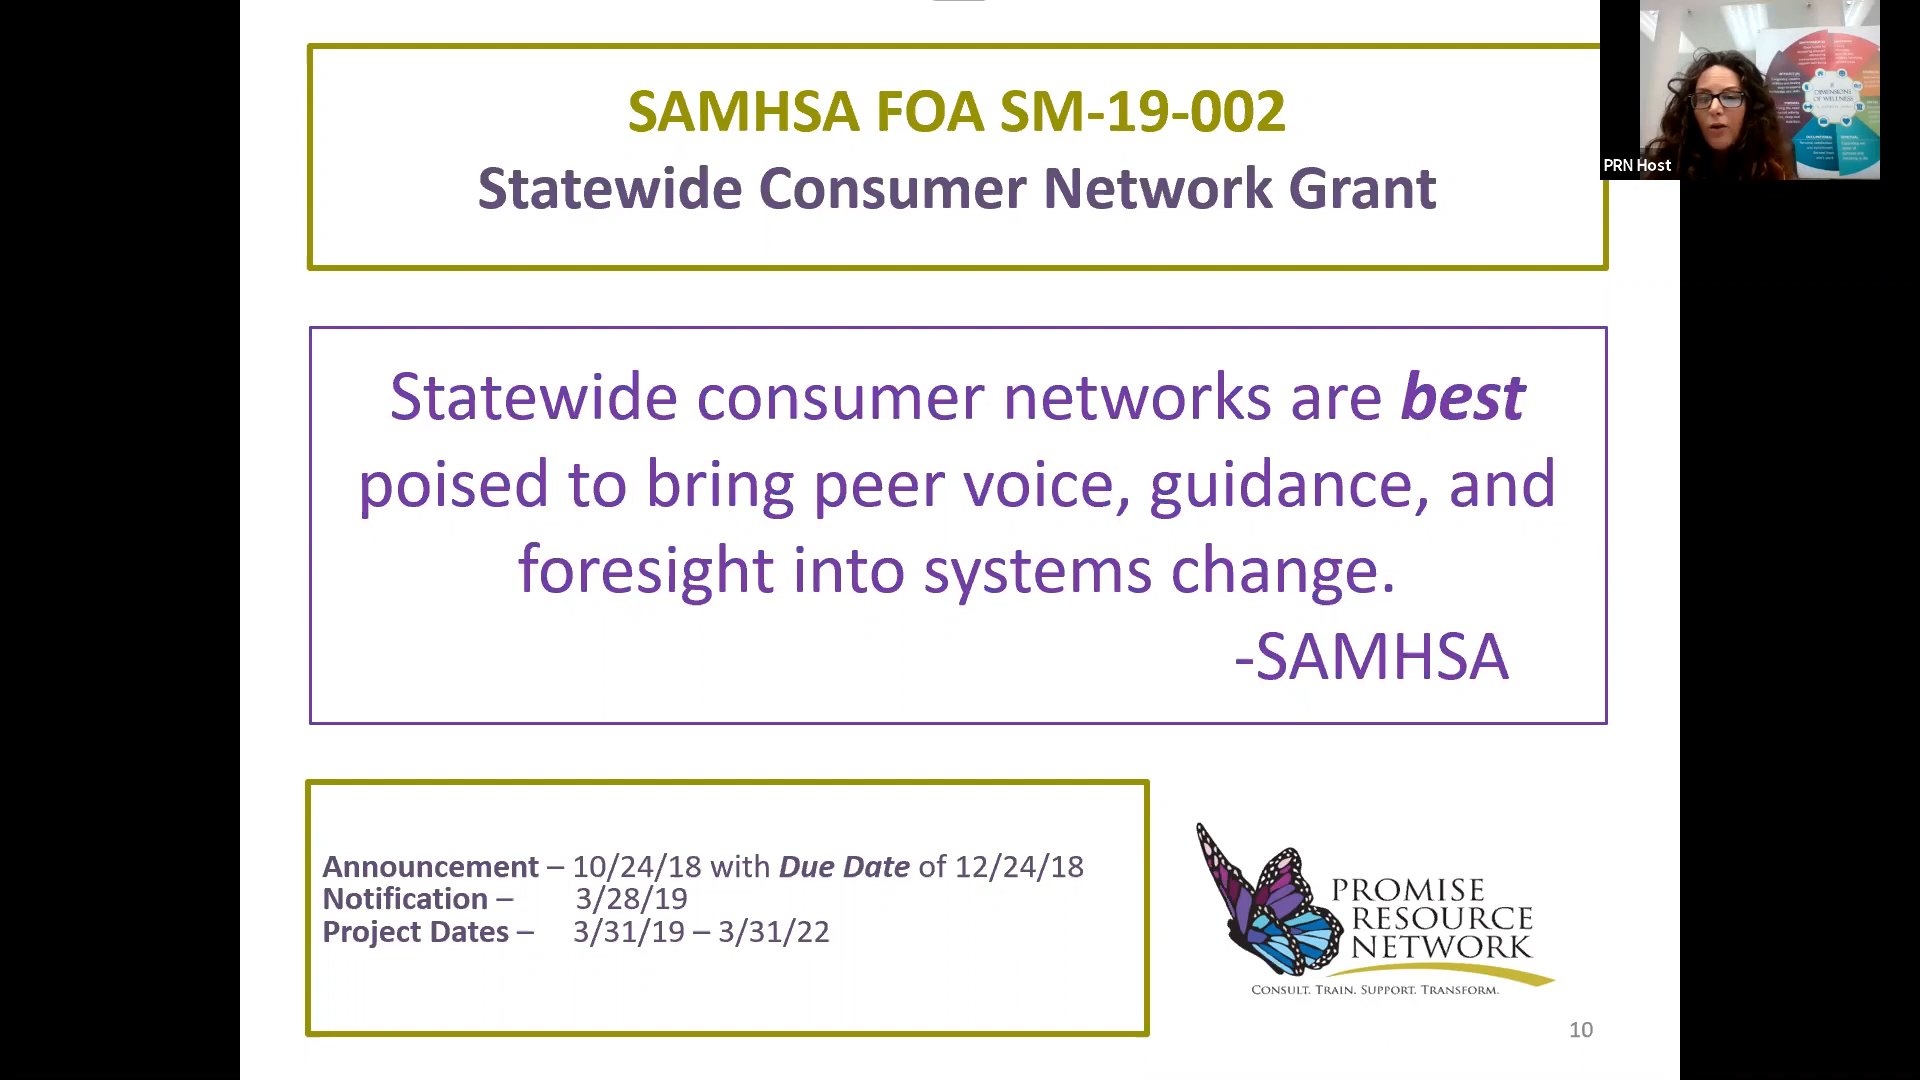 SAMHSA FOA SM-19-002
Statewide Consumer Network Grant
PRN Host
DIMENSIONS
OF WELLNESS
Statewide consumer networks are best
poised to bring peer voice, guidance, and
foresight into systems change.
-SAMHSA
Announcement – 10/24/18 with Due Date of 12/24/18
Notification – 3/28/19
Project Dates – 3/31/19 – 3/31/22
PROMISE
RESOURCE
NETWORK
CONSULT. TRAIN. SUPPORT. TRANSFORM.
10